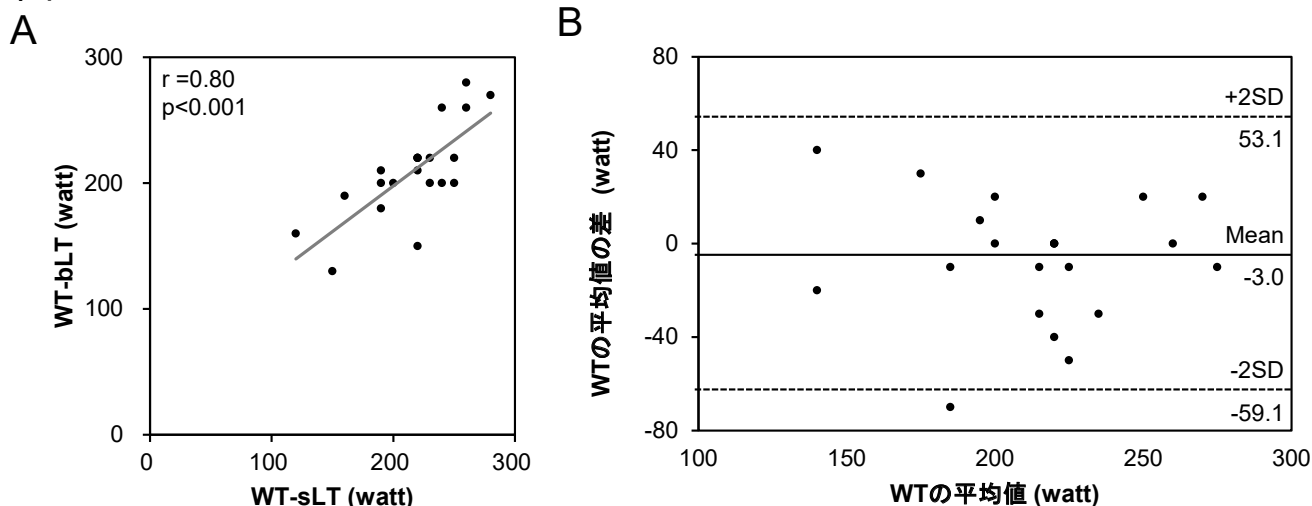 A
300
200
100
0
r =0.80
p<0.001
WT-bLT (watt)
0
100
200
300
WT-sLT (watt)
B
80
40
0
-40
-80
WTの平均値の差 (watt)
+2SD
53.1
Mean
-3.0
-2SD
-59.1
100
150
200
250
300
WTの平均値 (watt)